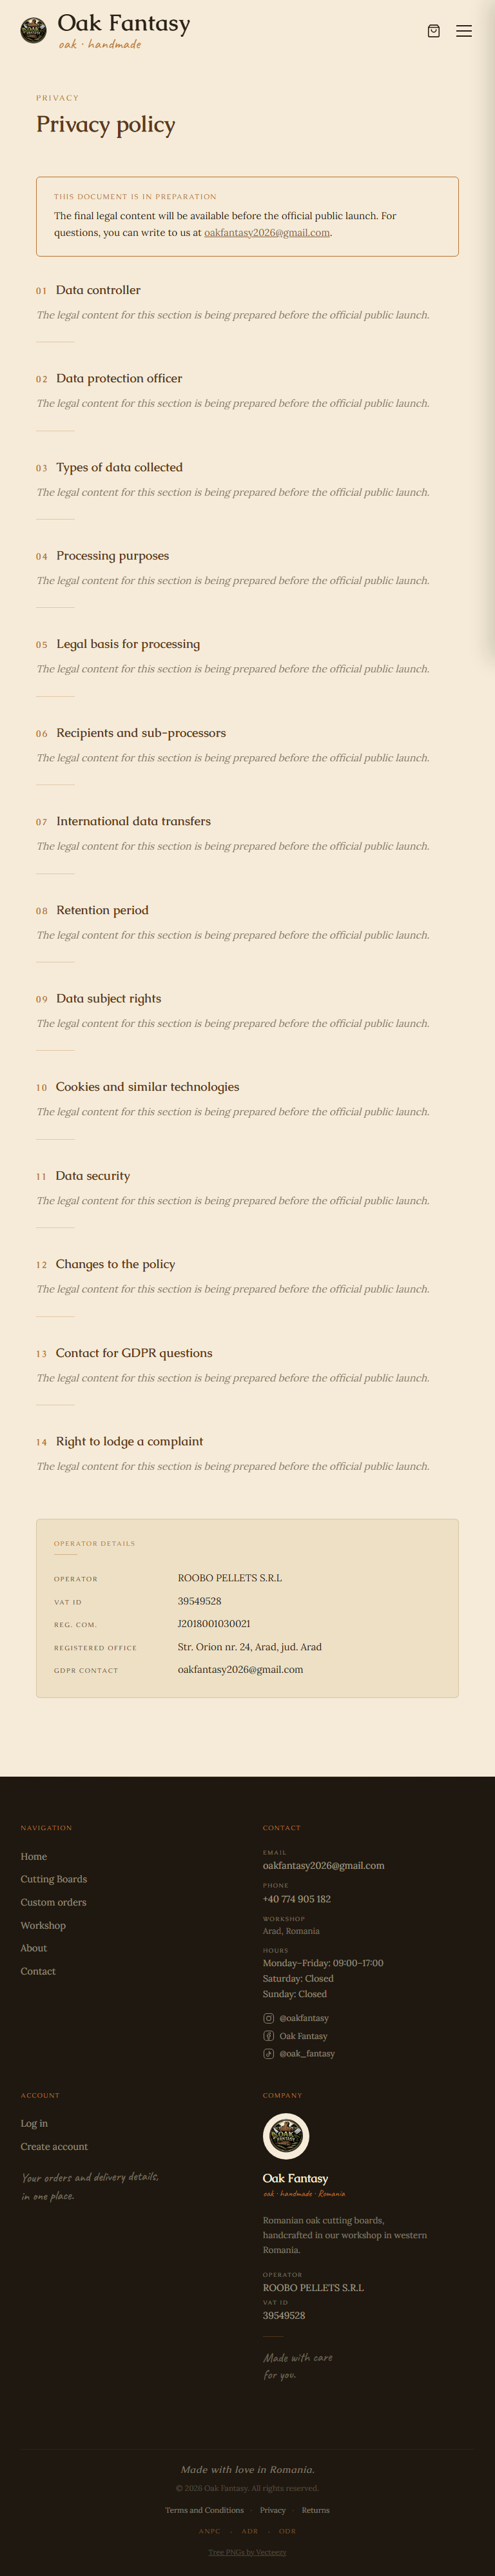 Oak Fantasy
oak · handmade
PRIVACY
Privacy policy
THIS DOCUMENT IS IN PREPARATION
The final legal content will be available before the official public launch. For
questions, you can write to us at oakfantasy2026@gmail.com.
01 Data controller
The legal content for this section is being prepared before the official public launch.
02 Data protection officer
The legal content for this section is being prepared before the official public launch.
03 Types of data collected
The legal content for this section is being prepared before the official public launch.
04 Processing purposes
The legal content for this section is being prepared before the official public launch.
05 Legal basis for processing
The legal content for this section is being prepared before the official public launch.
06 Recipients and sub-processors
The legal content for this section is being prepared before the official public launch.
07 International data transfers
The legal content for this section is being prepared before the official public launch.
08 Retention period
The legal content for this section is being prepared before the official public launch.
09 Data subject rights
The legal content for this section is being prepared before the official public launch.
10 Cookies and similar technologies
The legal content for this section is being prepared before the official public launch.
11 Data security
The legal content for this section is being prepared before the official public launch.
12 Changes to the policy
The legal content for this section is being prepared before the official public launch.
13 Contact for GDPR questions
The legal content for this section is being prepared before the official public launch.
14 Right to lodge a complaint
The legal content for this section is being prepared before the official public launch.
OPERATOR DETAILS
OPERATOR ROOBO PELLETS S.R.L
VAT ID 39549528
REG. COM. J2018001030021
REGISTERED OFFICE Str. Orion nr. 24, Arad, jud. Arad
GDPR CONTACT oakfantasy2026@gmail.com
NAVIGATION
Home
Cutting Boards
Custom orders
Workshop
About
Contact
CONTACT
EMAIL
oakfantasy2026@gmail.com
PHONE
+40 774 905 182
WORKSHOP
Arad, Romania
HOURS
Monday–Friday: 09:00–17:00
Saturday: Closed
Sunday: Closed
@oakfantasy
Oak Fantasy
@oak_fantasy
ACCOUNT
Log in
Create account
Your orders and delivery details,
in one place.
COMPANY
OAK
FANTASY
Oak Fantasy
oak · handmade · Romania
Romanian oak cutting boards,
handcrafted in our workshop in western
Romania.
OPERATOR
ROOBO PELLETS S.R.L
VAT ID
39549528
Made with care
for you.
Made with love in Romania.
© 2026 Oak Fantasy. All rights reserved.
Terms and Conditions · Privacy · Returns
ANPC · ADR · ODR
Tree PNGs by Vecteezy